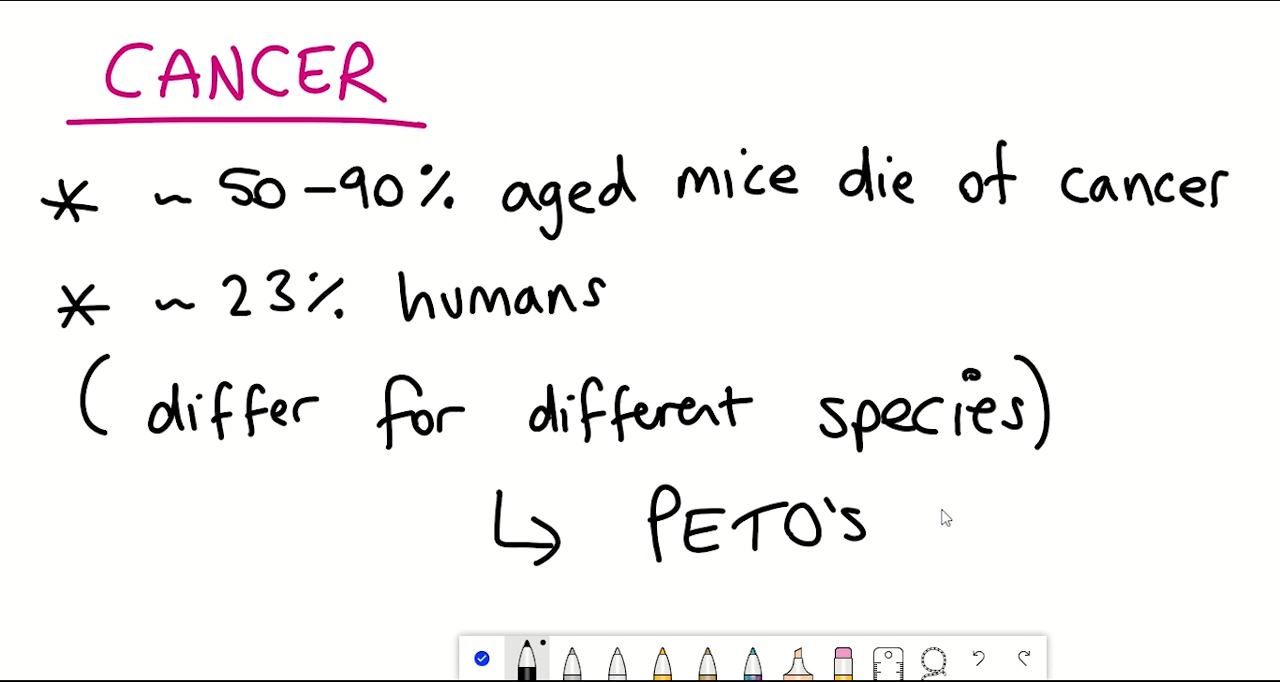 CANCER
* ~ 50-90% aged mice die of cancer
* ~ 23% humans
(differ for different species)
↳ PETO's